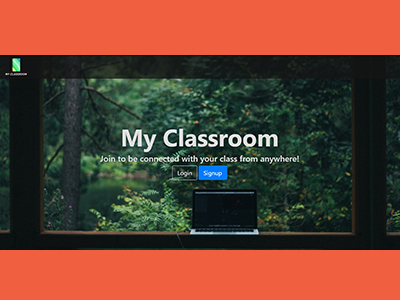 MY CLASSROOM
My Classroom
Join to be connected with your class from anywhere!
Login Signup